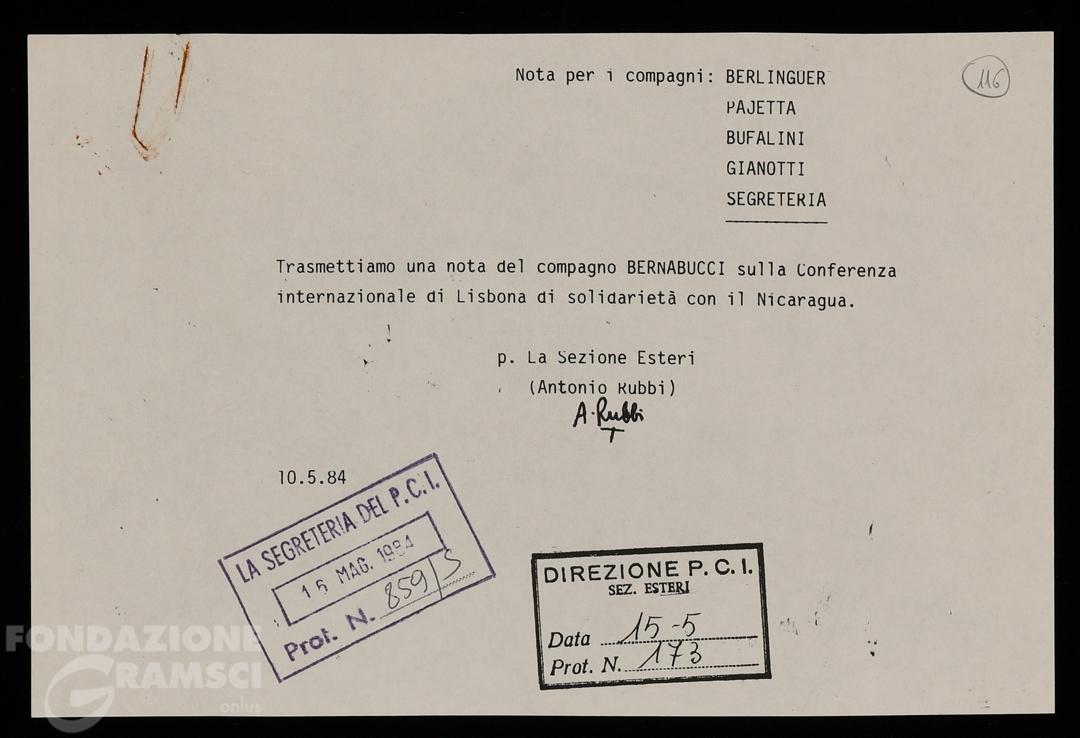 Nota per i compagni: BERLINGUER
116
PAJETTA
BUFALINI
GIANOTTI
SEGRETERIA
Trasmettiamo una nota del compagno BERNABUCCI sulla Conferenza
internazionale di Lisbona di solidarietà con il Nicaragua.
p. La Sezione Esteri
(Antonio Rubbi)
A. Rubbi
10.5.84
LA SEGRETERIA DEL P.C.I.
15 MAG. 1984
Prot. N. 859/S
DIREZIONE P.C.I.
SEZ. ESTERI
Data 15-5
Prot. N. 173
FONDAZIONE
GRAMSCI
onlus